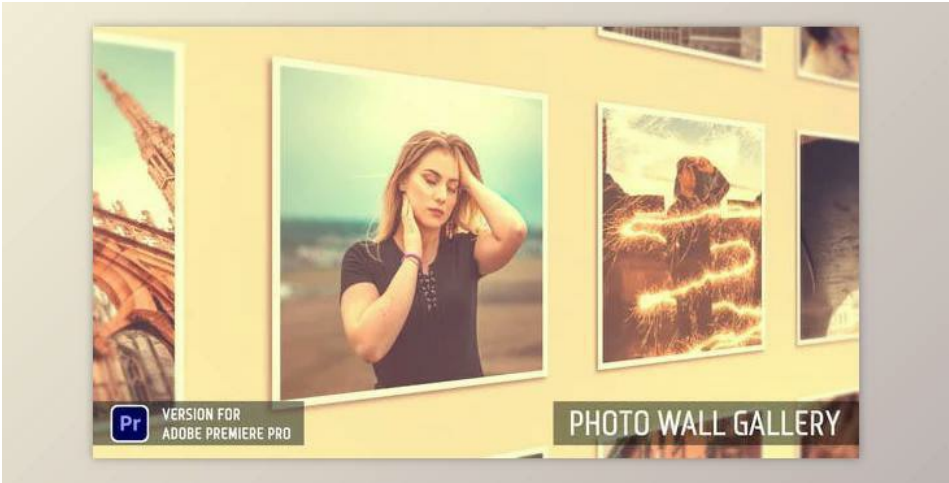 Pr
VERSION FOR
ADOBE PREMIERE PRO
PHOTO WALL GALLERY